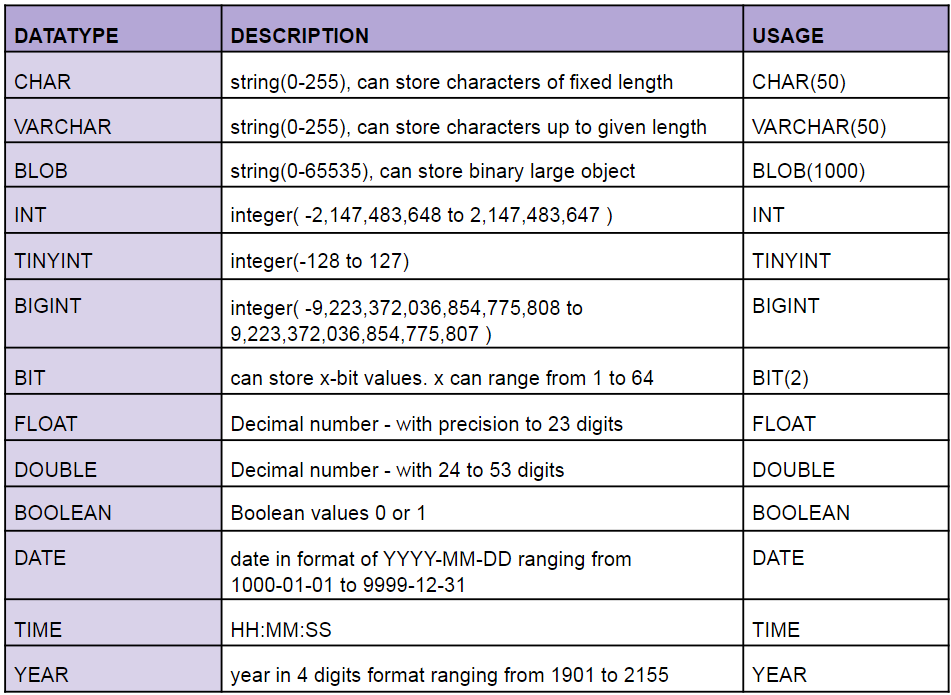 DATATYPE DESCRIPTION USAGE
CHAR string(0-255), can store characters of fixed length CHAR(50)
VARCHAR string(0-255), can store characters up to given length VARCHAR(50)
BLOB string(0-65535), can store binary large object BLOB(1000)
INT integer( -2,147,483,648 to 2,147,483,647 ) INT
TINYINT integer(-128 to 127) TINYINT
BIGINT integer( -9,223,372,036,854,775,808 to BIGINT
9,223,372,036,854,775,807 )
BIT can store x-bit values. x can range from 1 to 64 BIT(2)
FLOAT Decimal number - with precision to 23 digits FLOAT
DOUBLE Decimal number - with 24 to 53 digits DOUBLE
BOOLEAN Boolean values 0 or 1 BOOLEAN
DATE date in format of YYYY-MM-DD ranging from DATE
1000-01-01 to 9999-12-31
TIME HH:MM:SS TIME
YEAR year in 4 digits format ranging from 1901 to 2155 YEAR